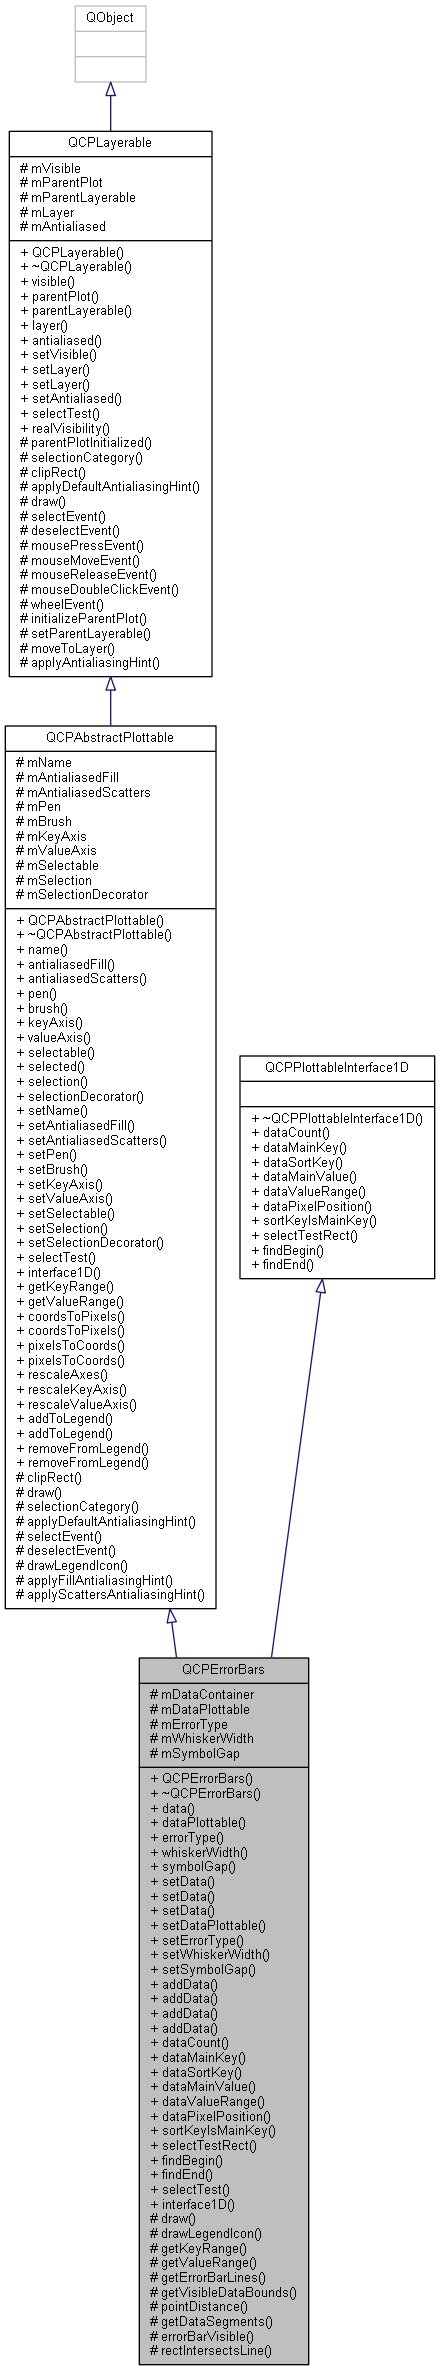 QObject
QCPLayerable
# mVisible
# mParentPlot
# mParentLayerable
# mLayer
# mAntialiased
+ QCPLayerable()
+ ~QCPLayerable()
+ visible()
+ parentPlot()
+ parentLayerable()
+ layer()
+ antialiased()
+ setVisible()
+ setLayer()
+ setLayer()
+ setAntialiased()
+ selectTest()
+ realVisibility()
# parentPlotInitialized()
# selectionCategory()
# clipRect()
# applyDefaultAntialiasingHint()
# draw()
# selectEvent()
# deselectEvent()
# mousePressEvent()
# mouseMoveEvent()
# mouseReleaseEvent()
# mouseDoubleClickEvent()
# wheelEvent()
# initializeParentPlot()
# setParentLayerable()
# moveToLayer()
# applyAntialiasingHint()
QCPAbstractPlottable
# mName
# mAntialiasedFill
# mAntialiasedScatters
# mPen
# mBrush
# mKeyAxis
# mValueAxis
# mSelectable
# mSelection
# mSelectionDecorator
+ QCPAbstractPlottable()
+ ~QCPAbstractPlottable()
+ name()
+ antialiasedFill()
+ antialiasedScatters()
+ pen()
+ brush()
+ keyAxis()
+ valueAxis()
+ selectable()
+ selected()
+ selection()
+ selectionDecorator()
+ setName()
+ setAntialiasedFill()
+ setAntialiasedScatters()
+ setPen()
+ setBrush()
+ setKeyAxis()
+ setValueAxis()
+ setSelectable()
+ setSelection()
+ setSelectionDecorator()
+ selectTest()
+ interface1D()
+ getKeyRange()
+ getValueRange()
+ coordsToPixels()
+ coordsToPixels()
+ pixelsToCoords()
+ pixelsToCoords()
+ rescaleAxes()
+ rescaleKeyAxis()
+ rescaleValueAxis()
+ addToLegend()
+ addToLegend()
+ removeFromLegend()
+ removeFromLegend()
# clipRect()
# draw()
# selectionCategory()
# applyDefaultAntialiasingHint()
# selectEvent()
# deselectEvent()
# drawLegendIcon()
# applyFillAntialiasingHint()
# applyScattersAntialiasingHint()
QCPPlottableInterface1D
+ ~QCPPlottableInterface1D()
+ dataCount()
+ dataMainKey()
+ dataSortKey()
+ dataMainValue()
+ dataValueRange()
+ dataPixelPosition()
+ sortKeyIsMainKey()
+ selectTestRect()
+ findBegin()
+ findEnd()
QCPErrorBars
# mDataContainer
# mDataPlottable
# mErrorType
# mWhiskerWidth
# mSymbolGap
+ QCPErrorBars()
+ ~QCPErrorBars()
+ data()
+ dataPlottable()
+ errorType()
+ whiskerWidth()
+ symbolGap()
+ setData()
+ setData()
+ setData()
+ setDataPlottable()
+ setErrorType()
+ setWhiskerWidth()
+ setSymbolGap()
+ addData()
+ addData()
+ addData()
+ addData()
+ dataCount()
+ dataMainKey()
+ dataSortKey()
+ dataMainValue()
+ dataValueRange()
+ dataPixelPosition()
+ sortKeyIsMainKey()
+ selectTestRect()
+ findBegin()
+ findEnd()
+ selectTest()
+ interface1D()
# draw()
# drawLegendIcon()
# getKeyRange()
# getValueRange()
# getErrorBarLines()
# getVisibleDataBounds()
# pointDistance()
# getDataSegments()
# errorBarVisible()
# rectIntersectsLine()